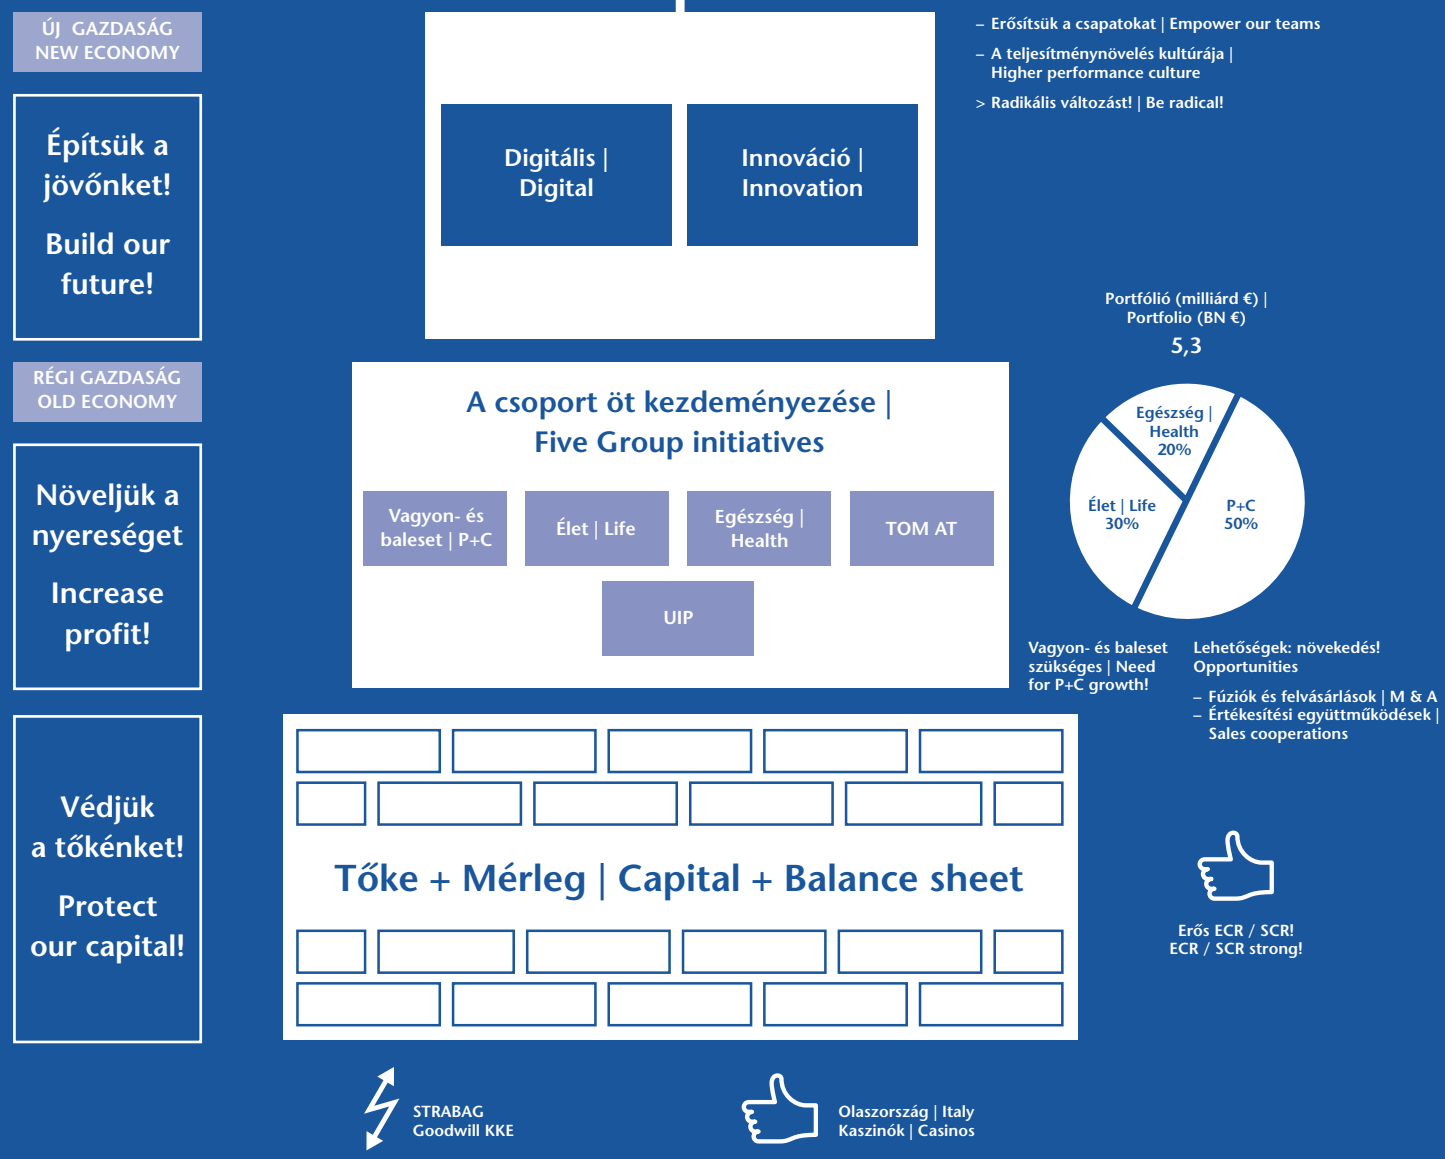 ÚJ GAZDASÁG
NEW ECONOMY
Építsük a
jövőnket!
Build our
future!
Digitális |
Digital
Innováció |
Innovation
– Erősítsük a csapatokat | Empower our teams
– A teljesítménynövelés kultúrája |
Higher performance culture
> Radikális változást! | Be radical!
RÉGI GAZDASÁG
OLD ECONOMY
Növeljük a
nyereséget
Increase
profit!
A csoport öt kezdeményezése |
Five Group initiatives
Vagyon- és
baleset | P+C
Élet | Life
Egészség |
Health
TOM AT
UIP
Portfólió (milliárd €) |
Portfolio (BN €)
5,3
Egészség |
Health
20%
Élet | Life
30%
P+C
50%
Vagyon- és baleset
szükséges | Need
for P+C growth!
Lehetőségek: növekedés!
Opportunities
– Fúziók és felvásárlások | M & A
– Értékesítési együttműködések |
Sales cooperations
Védjük
a tőkénket!
Protect
our capital!
Tőke + Mérleg | Capital + Balance sheet
Erős ECR / SCR!
ECR / SCR strong!
STRABAG
Goodwill KKE
Olaszország | Italy
Kaszinók | Casinos